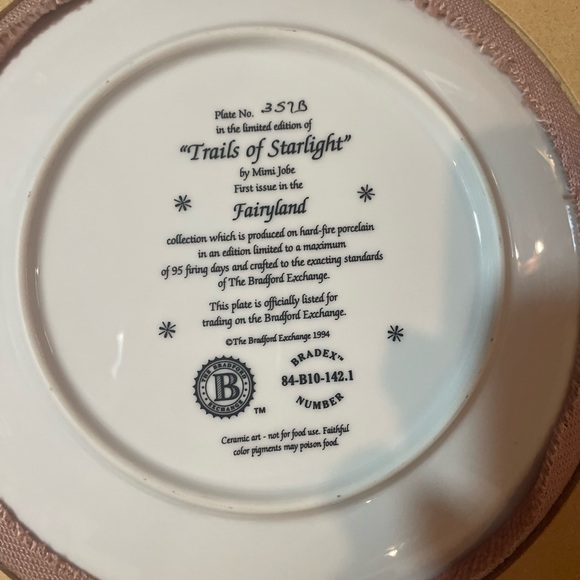 Plate No. 357B
in the limited edition of
“Trails of Starlight”
by Mimi Jobe
First issue in the
Fairyland
collection which is produced on hard-fire porcelain
in an edition limited to a maximum
of 95 firing days and crafted to the exacting standards
of The Bradford Exchange.
This plate is officially listed for
trading on the Bradford Exchange.
©The Bradford Exchange 1994
THE BRADFORD
B
EXCHANGE
TM
BRADEX™
84-B10-142.1
NUMBER
Ceramic art - not for food use. Faithful
color pigments may poison food.